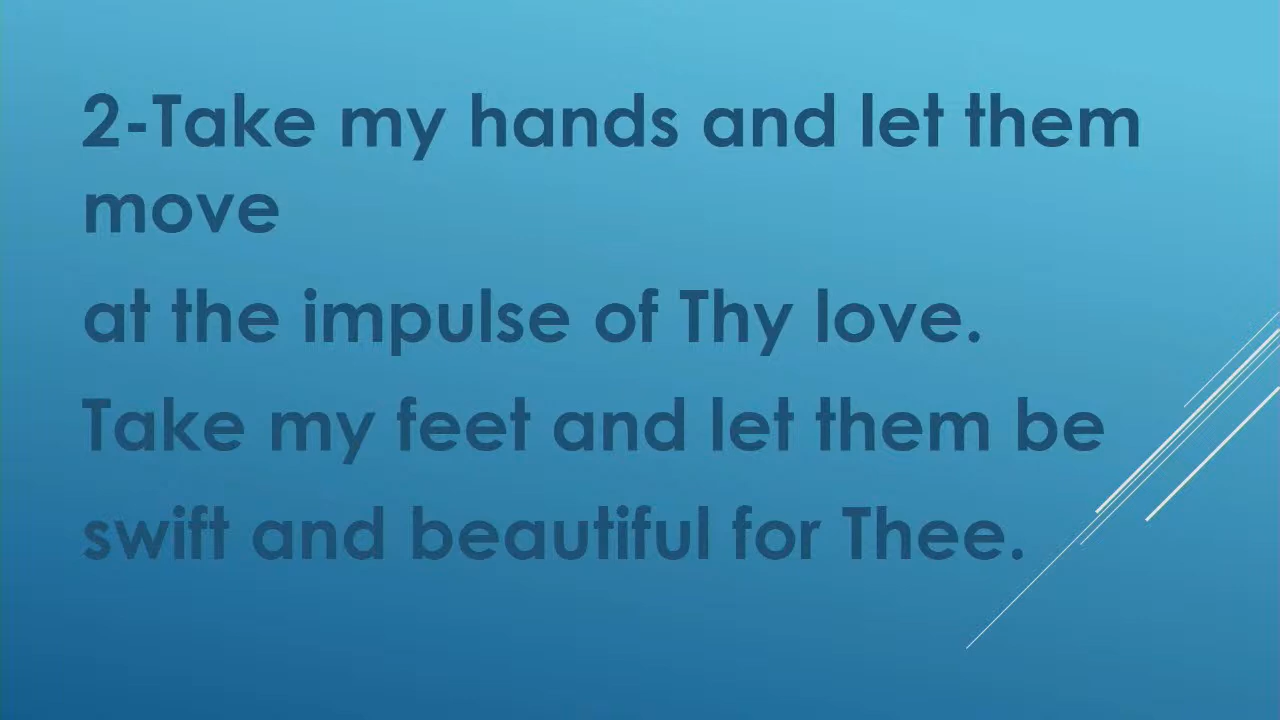 2-Take my hands and let them
move
at the impulse of Thy love.
Take my feet and let them be
swift and beautiful for Thee.